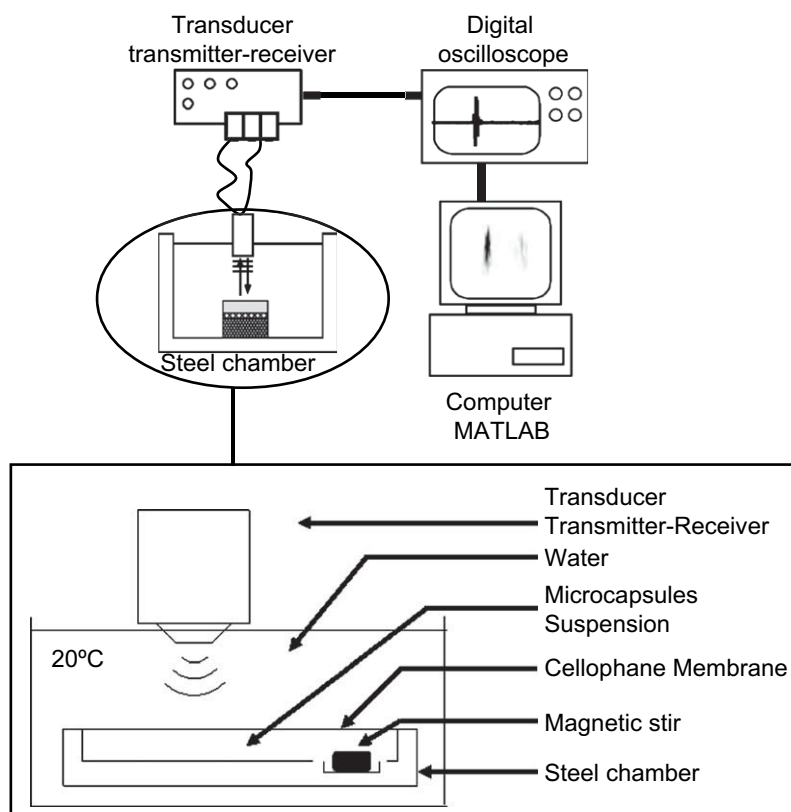 Transducer
transmitter-receiver
Digital
oscilloscope
Steel chamber
Computer
MATLAB
Transducer
Transmitter-Receiver
Water
Microcapsules
Suspension
20ºC
Cellophane Membrane
Magnetic stir
Steel chamber